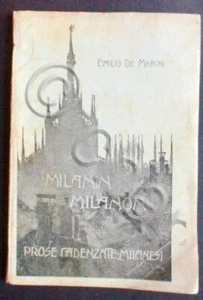 EMILIO DE MARCHI
MILANIN
MILANON
PROSE CADENZATE MILANESI